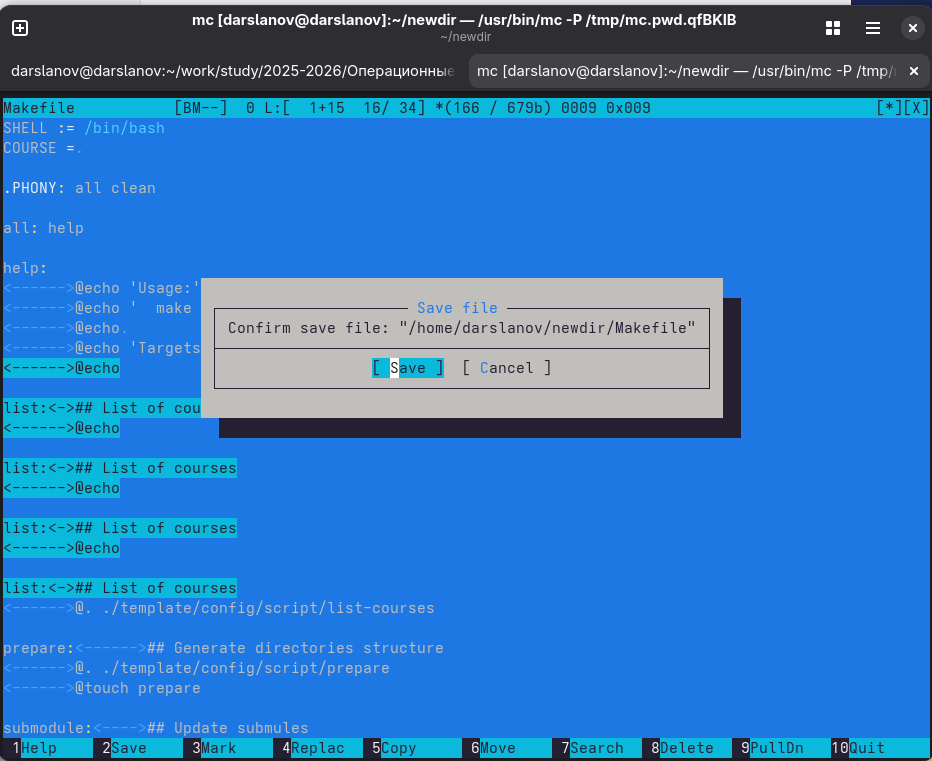 mc [darslanov@darslanov]:~/newdir — /usr/bin/mc -P /tmp/mc.pwd.qfBKIB
~/newdir
darslanov@darslanov:~/work/study/2025-2026/Операционные
mc [darslanov@darslanov]:~/newdir — /usr/bin/mc -P /tmp/
Makefile [BM--] 0 L:[ 1+15 16/ 34] *(166 / 679b) 0009 0x009 [*][X]
SHELL := /bin/bash
COURSE =.
.PHONY: all clean
all: help
help:
<------>@echo 'Usage:'
<------>@echo '  make
<------>@echo.
<------>@echo 'Targets
<------>@echo
list:<->## List of cou
<------>@echo
list:<->## List of courses
<------>@echo
list:<->## List of courses
<------>@echo
list:<->## List of courses
<------>@. ./template/config/script/list-courses
prepare:<------>## Generate directories structure
<------>@. ./template/config/script/prepare
<------>@touch prepare
submodule:<---->## Update submules
Save file
Confirm save file: "/home/darslanov/newdir/Makefile"
[ Save ] [ Cancel ]
1Help 2Save 3Mark 4Replac 5Copy 6Move 7Search 8Delete 9PullDn 10Quit